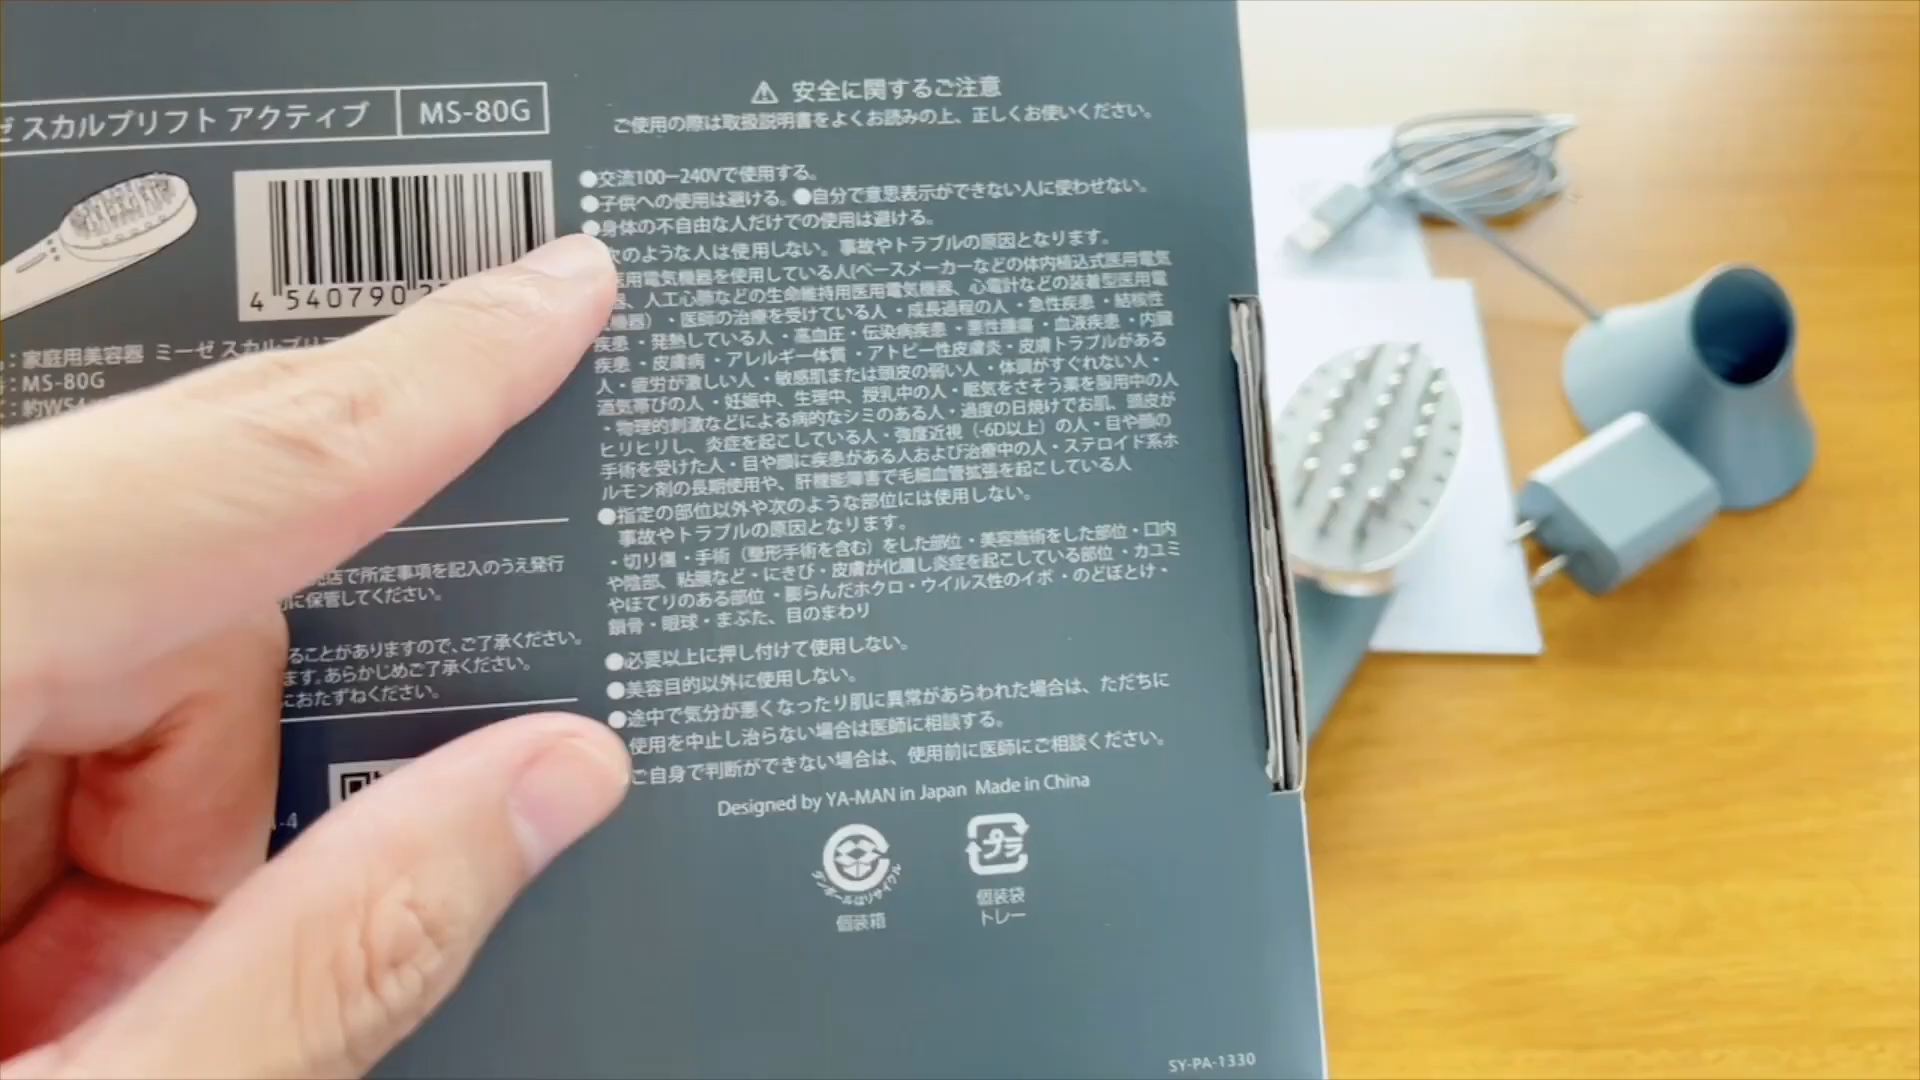 ゼ スカルプリフト アクティブ MS-80G
4 540790
家庭用美容器 ミーゼ スカルプリフ
: MS-80G
: 約W54
売店で所定事項を記入のうえ発行
に保管してください。
ることがありますので、ご了承ください。
ます。あらかじめご了承ください。
におたずねください。
-4
⚠ 安全に関するご注意
ご使用の際は取扱説明書をよくお読みの上、正しくお使いください。
●交流100−240Vで使用する。
●子供への使用は避ける。●自分で意思表示ができない人に使わせない。
●身体の不自由な人だけでの使用は避ける。
次のような人は使用しない。事故やトラブルの原因となります。
医用電気機器を使用している人(ペースメーカーなどの体内植込式医用電気
器、人工心肺などの生命維持用医用電気機器、心電計などの装着型医用電
機器)・医師の治療を受けている人・成長過程の人・急性疾患・結核性
疾患・発熱している人・高血圧・伝染病疾患・悪性腫瘍・血液疾患・内臓
疾患・皮膚病・アレルギー体質・アトピー性皮膚炎・皮膚トラブルがある
人・疲労が激しい人・敏感肌または頭皮の弱い人・体調がすぐれない人・
酒気帯びの人・妊娠中、生理中、授乳中の人・眠気をさそう薬を服用中の人
・物理的刺激などによる病的なシミのある人・過度の日焼けでお肌、頭皮が
ヒリヒリし、炎症を起こしている人・強度近視(-6D以上)の人・目や顔の
手術を受けた人・目や顔に疾患がある人および治療中の人・ステロイド系ホ
ルモン剤の長期使用や、肝機能障害で毛細血管拡張を起こしている人
●指定の部位以外や次のような部位には使用しない。
事故やトラブルの原因となります。
・切り傷・手術(整形手術を含む)をした部位・美容施術をした部位・口内
や陰部、粘膜など・にきび・皮膚が化膿し炎症を起こしている部位・カユミ
やほてりのある部位・膨らんだホクロ・ウイルス性のイボ・のどぼとけ・
鎖骨・眼球・まぶた、目のまわり
●必要以上に押し付けて使用しない。
●美容目的以外に使用しない。
●途中で気分が悪くなったり肌に異常があらわれた場合は、ただちに
使用を中止し治らない場合は医師に相談する。
ご自身で判断ができない場合は、使用前に医師にご相談ください。
Designed by YA-MAN in Japan Made in China
ダンボールはリサイクル
個装箱
プラ
個装袋
トレー
SY-PA-1330